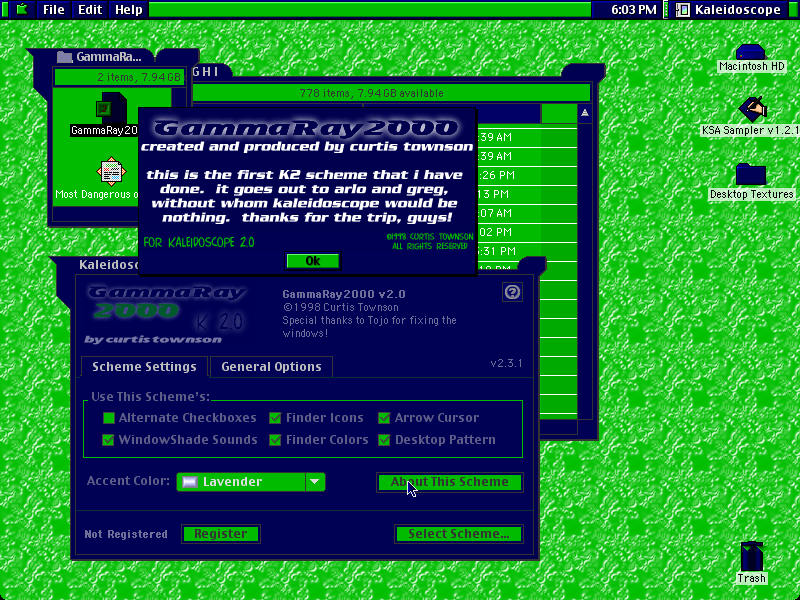 File Edit Help 6:03 PM Kaleidoscope
GammaRa...
2 items, 7.94 GB
GHI
778 items, 7.94 GB available
GammaRay20
Most Dangerous o
:39 AM
:39 AM
:26 PM
:13 PM
:07 AM
:02 PM
:31 PM
GammaRay2000
created and produced by curtis townson
this is the first K2 scheme that i have
done. it goes out to arlo and greg,
without whom kaleidoscope would be
nothing. thanks for the trip, guys!
FOR KALEIDOSCOPE 2.0
©1998 CURTIS TOWNSON
ALL RIGHTS RESERVED
Ok
Macintosh HD
KSA Sampler v1.2.1
Desktop Textures
Kaleidosc
GammaRay
2000
K 2.0
by curtis townson
GammaRay2000 v2.0
©1998 Curtis Townson
Special thanks to Tojo for fixing the
windows!
v2.3.1
Scheme Settings General Options
Use This Scheme's:
Alternate Checkboxes Finder Icons Arrow Cursor
WindowShade Sounds Finder Colors Desktop Pattern
Accent Color: Lavender About This Scheme
Not Registered Register Select Scheme...
Trash